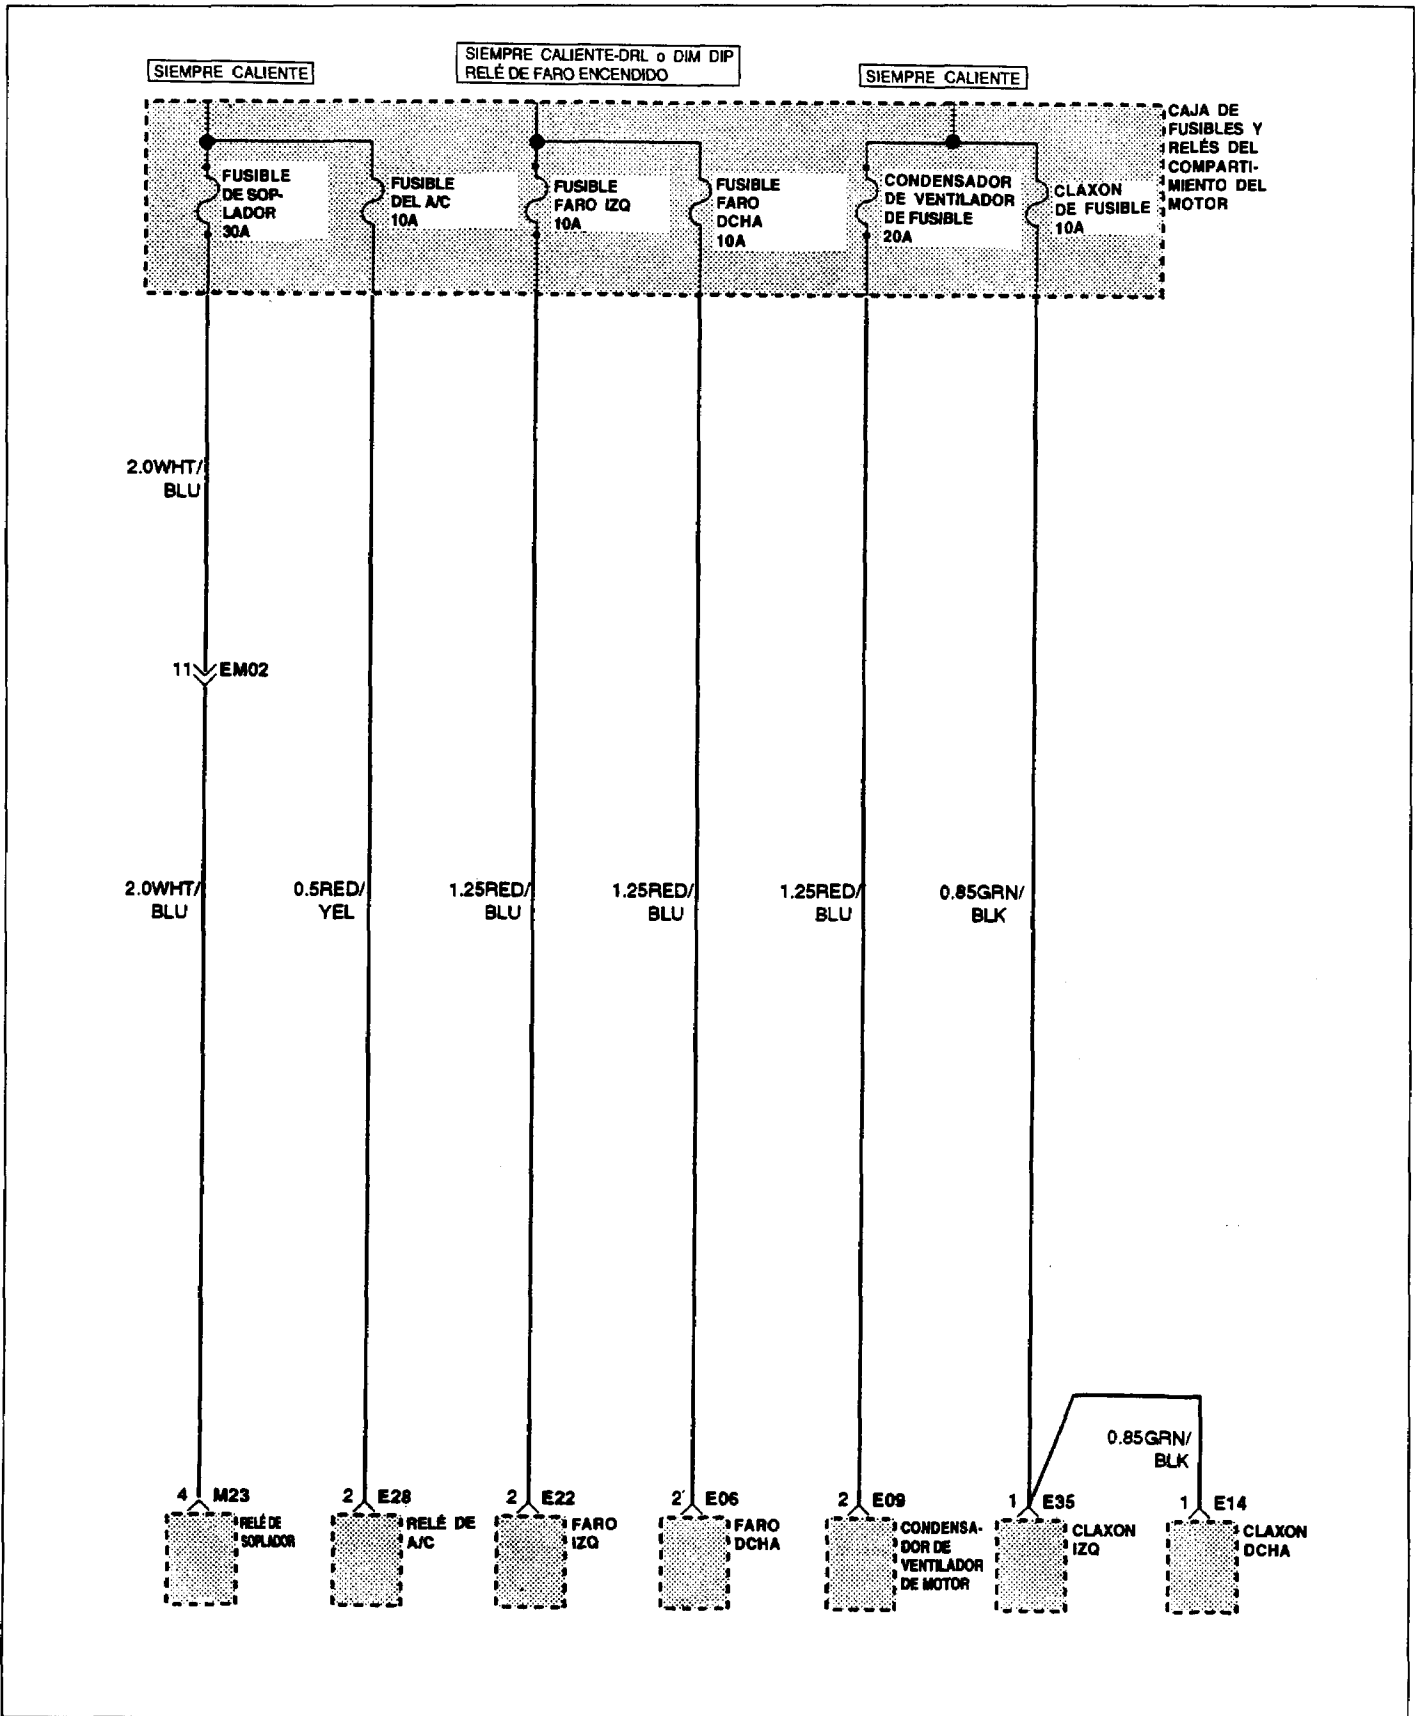 SIEMPRE CALIENTE
SIEMPRE CALIENTE-DRL o DIM DIP
RELÉ DE FARO ENCENDIDO
SIEMPRE CALIENTE
CAJA DE
FUSIBLES Y
RELÉS DEL
COMPARTI-
MIENTO DEL
MOTOR
FUSIBLE
DE SOP-
LADOR
30A
FUSIBLE
DEL A/C
10A
FUSIBLE
FARO IZQ
10A
FUSIBLE
FARO
DCHA
10A
CONDENSADOR
DE VENTILADOR
DE FUSIBLE
20A
CLAXON
DE FUSIBLE
10A
2.0WHT/
BLU
11 EM02
2.0WHT/
BLU
0.5RED/
YEL
1.25RED/
BLU
1.25RED/
BLU
1.25RED/
BLU
0.85GRN/
BLK
0.85GRN/
BLK
4 M23
RELÉ DE
SOPLADOR
2 E28
RELÉ DE
A/C
2 E22
FARO
IZQ
2 E06
FARO
DCHA
2 E09
CONDENSA-
DOR DE
VENTILADOR
DE MOTOR
1 E35
CLAXON
IZQ
1 E14
CLAXON
DCHA